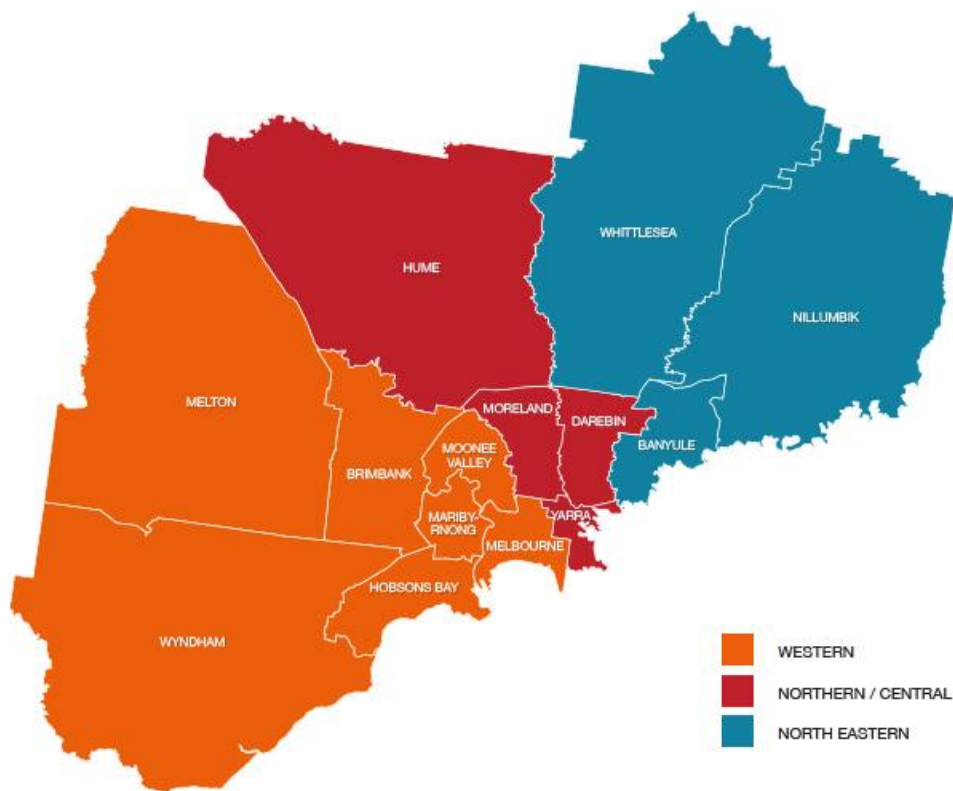 WHITTLESEA
HUME
NILLUMBIK
MELTON
MORELAND
DAREBIN
BANYULE
MOONEE
VALLEY
BRIMBANK
MARIBY-
RNONG
YARRA
MELBOURNE
HOBSONS BAY
WYNDHAM
WESTERN
NORTHERN / CENTRAL
NORTH EASTERN